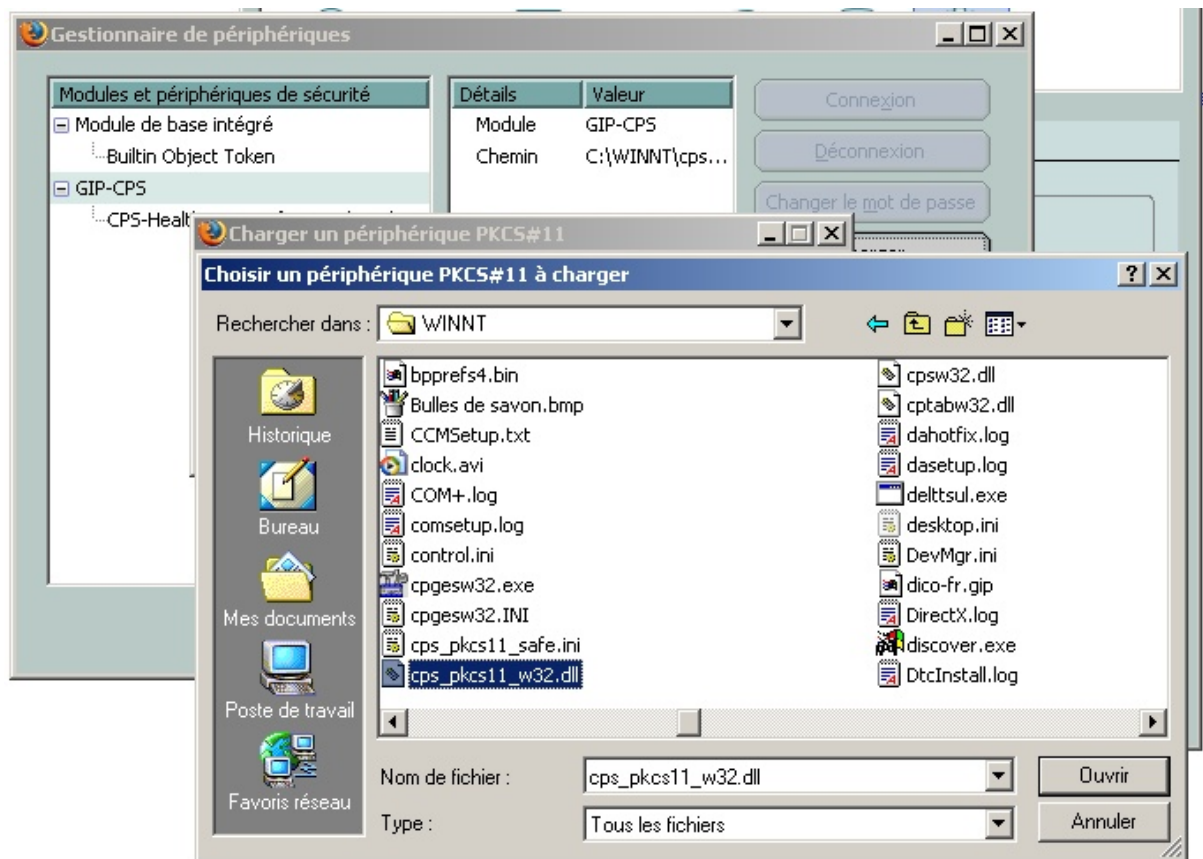 Gestionnaire de périphériques
Modules et périphériques de sécurité
Détails
Valeur
Connexion
Module de base intégré
Module
GIP-CPS
Builtin Object Token
Chemin
C:\WINNT\cps...
Déconnexion
GIP-CPS
Changer le mot de passe
CPS-Healt
Charger un périphérique PKCS#11
Choisir un périphérique PKCS#11 à charger
Rechercher dans :
WINNT
Historique
Bureau
Mes documents
Poste de travail
Favoris réseau
bpprefs4.bin
Bulles de savon.bmp
CCMSetup.txt
clock.avi
COM+.log
comsetup.log
control.ini
cpgesw32.exe
cpgesw32.INI
cps_pkcs11_safe.ini
cps_pkcs11_w32.dll
cpsw32.dll
cptabw32.dll
dahotfix.log
dasetup.log
delttsul.exe
desktop.ini
DevMgr.ini
dico-fr.gip
DirectX.log
discover.exe
DtcInstall.log
Nom de fichier :
cps_pkcs11_w32.dll
Ouvrir
Type :
Tous les fichiers
Annuler